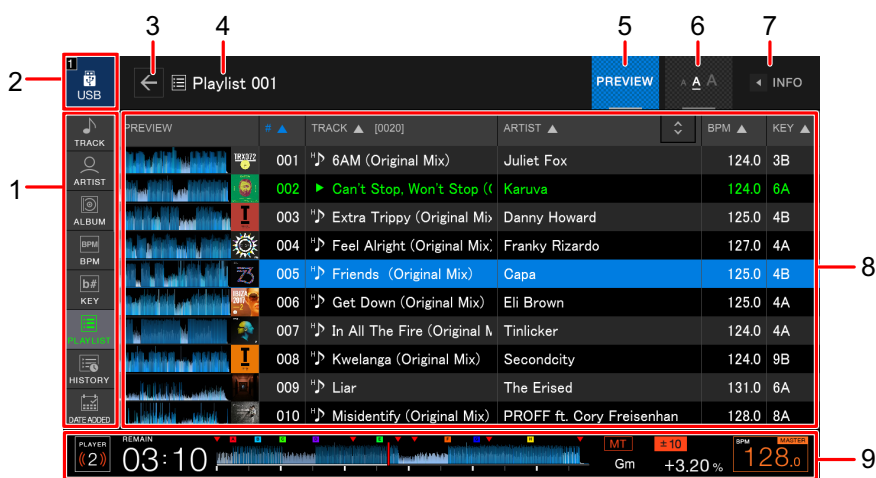 3 4 5 6 7
2
1
USB
Playlist 001
PREVIEW
A A A
INFO
1
TRACK
ARTIST
ALBUM
BPM
BPM
b#
KEY
PLAYLIST
HISTORY
DATE ADDED
PREVIEW # TRACK [0020] ARTIST BPM KEY
001 H 6AM (Original Mix) Juliet Fox 124.0 3B
002 Can't Stop, Won't Stop (O Karuva 124.0 6A
003 H Extra Trippy (Original Mix Danny Howard 125.0 4B
004 H Feel Alright (Original Mix) Franky Rizardo 127.0 4A
005 H Friends (Original Mix) Capa 125.0 4B
006 H Get Down (Original Mix) Eli Brown 125.0 4A
007 H In All The Fire (Original M Tinlicker 124.0 4A
008 H Kwelanga (Original Mix) Secondcity 124.0 9B
009 H Liar The Erised 131.0 6A
010 H Misidentify (Original Mix) PROFF ft. Cory Freisenhan 128.0 8A
8
PLAYER
2
REMAIN
03:10
A B C D E F G H
MT ±10
Gm +3.20 %
BPM MASTER
128.0
9